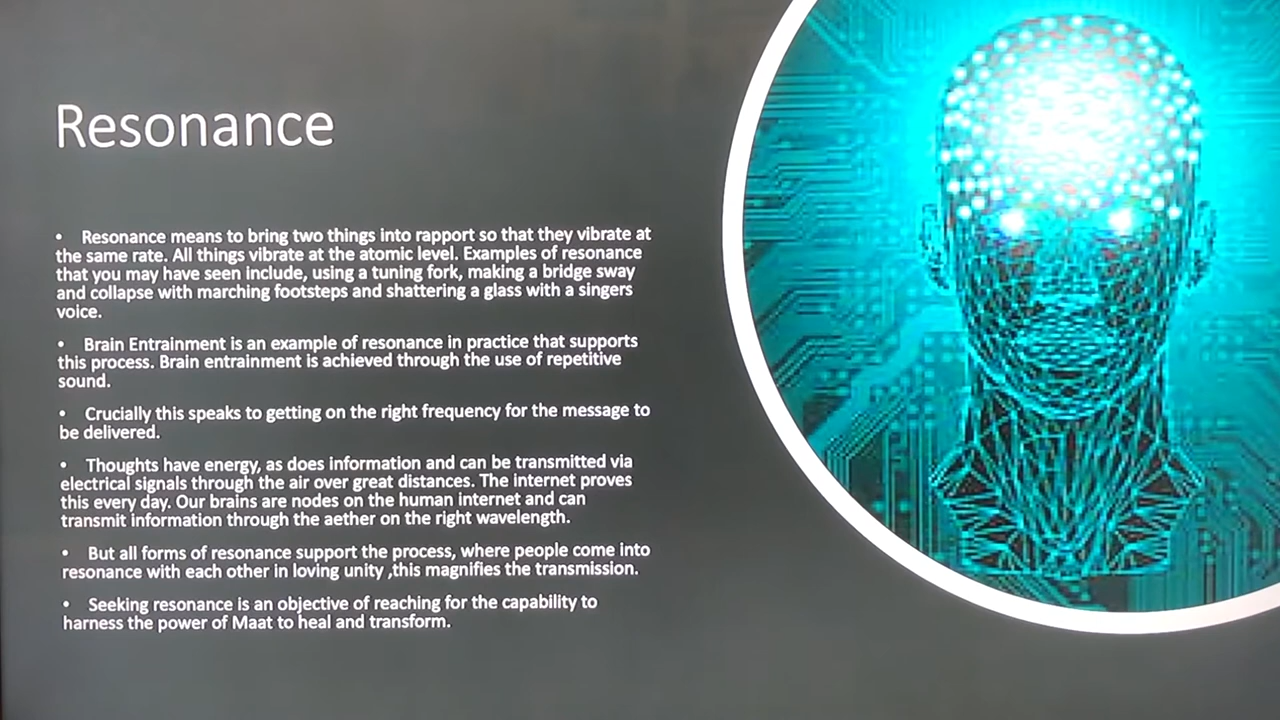 Resonance
• Resonance means to bring two things into rapport so that they vibrate at
the same rate. All things vibrate at the atomic level. Examples of resonance
that you may have seen include, using a tuning fork, making a bridge sway
and collapse with marching footsteps and shattering a glass with a singers
voice.
• Brain Entrainment is an example of resonance in practice that supports
this process. Brain entrainment is achieved through the use of repetitive
sound.
• Crucially this speaks to getting on the right frequency for the message to
be delivered.
• Thoughts have energy, as does information and can be transmitted via
electrical signals through the air over great distances. The internet proves
this every day. Our brains are nodes on the human internet and can
transmit information through the aether on the right wavelength.
• But all forms of resonance support the process, where people come into
resonance with each other in loving unity ,this magnifies the transmission.
• Seeking resonance is an objective of reaching for the capability to
harness the power of Maat to heal and transform.